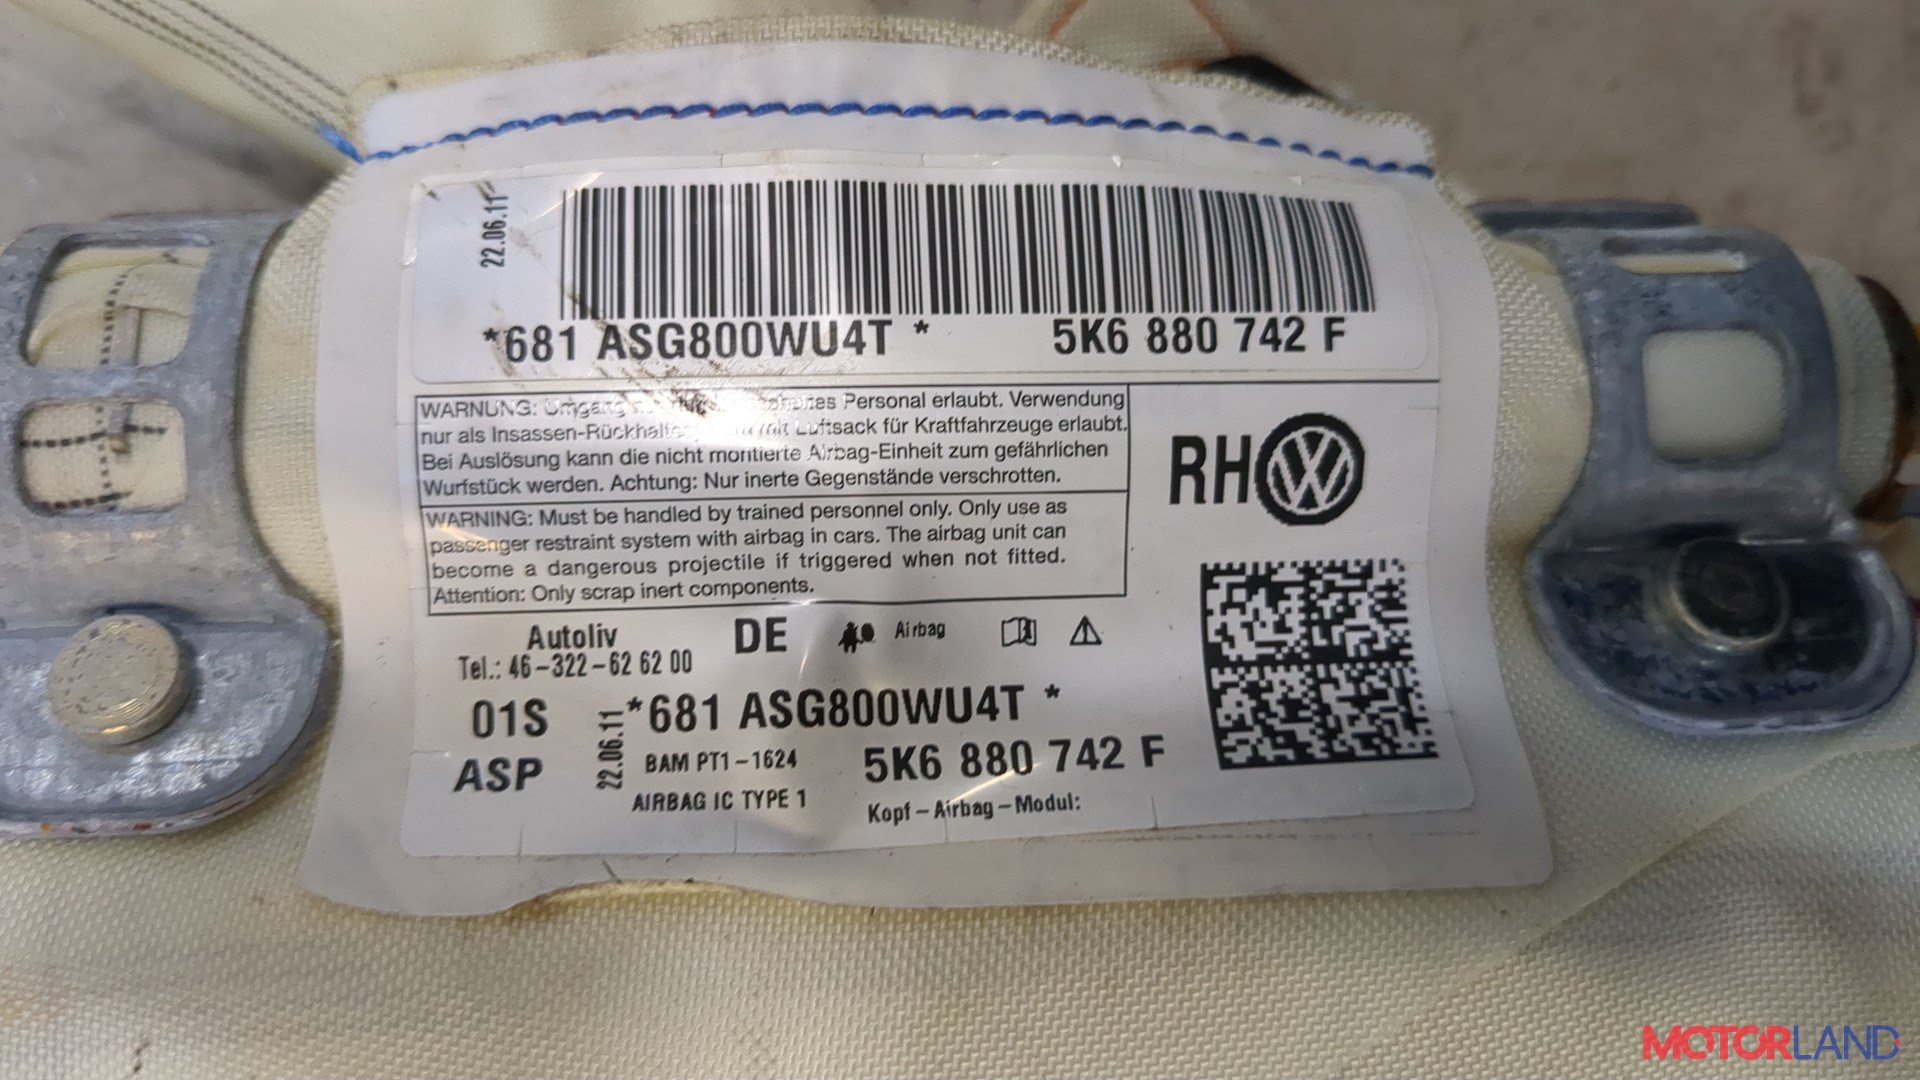 22.06.11
*681 ASG800WU4T * 5K6 880 742 F
WARNUNG: Umgang Personal erlaubt. Verwendung
nur als Insassen-Rückhalte mit Luftsack für Kraftfahrzeuge erlaubt.
Bei Auslösung kann die nicht montierte Airbag-Einheit zum gefährlichen
Wurfstück werden. Achtung: Nur inerte Gegenstände verschrotten.
WARNING: Must be handled by trained personnel only. Only use as
passenger restraint system with airbag in cars. The airbag unit can
become a dangerous projectile if triggered when not fitted.
Attention: Only scrap inert components.
RH
Autoliv
Tel.: 46-322-62 62 00
DE
Airbag
01S
ASP
22.06.11
*681 ASG800WU4T *
BAM PT1-1624
5K6 880 742 F
AIRBAG IC TYPE 1
Kopf-Airbag-Modul:
MOTORLAND